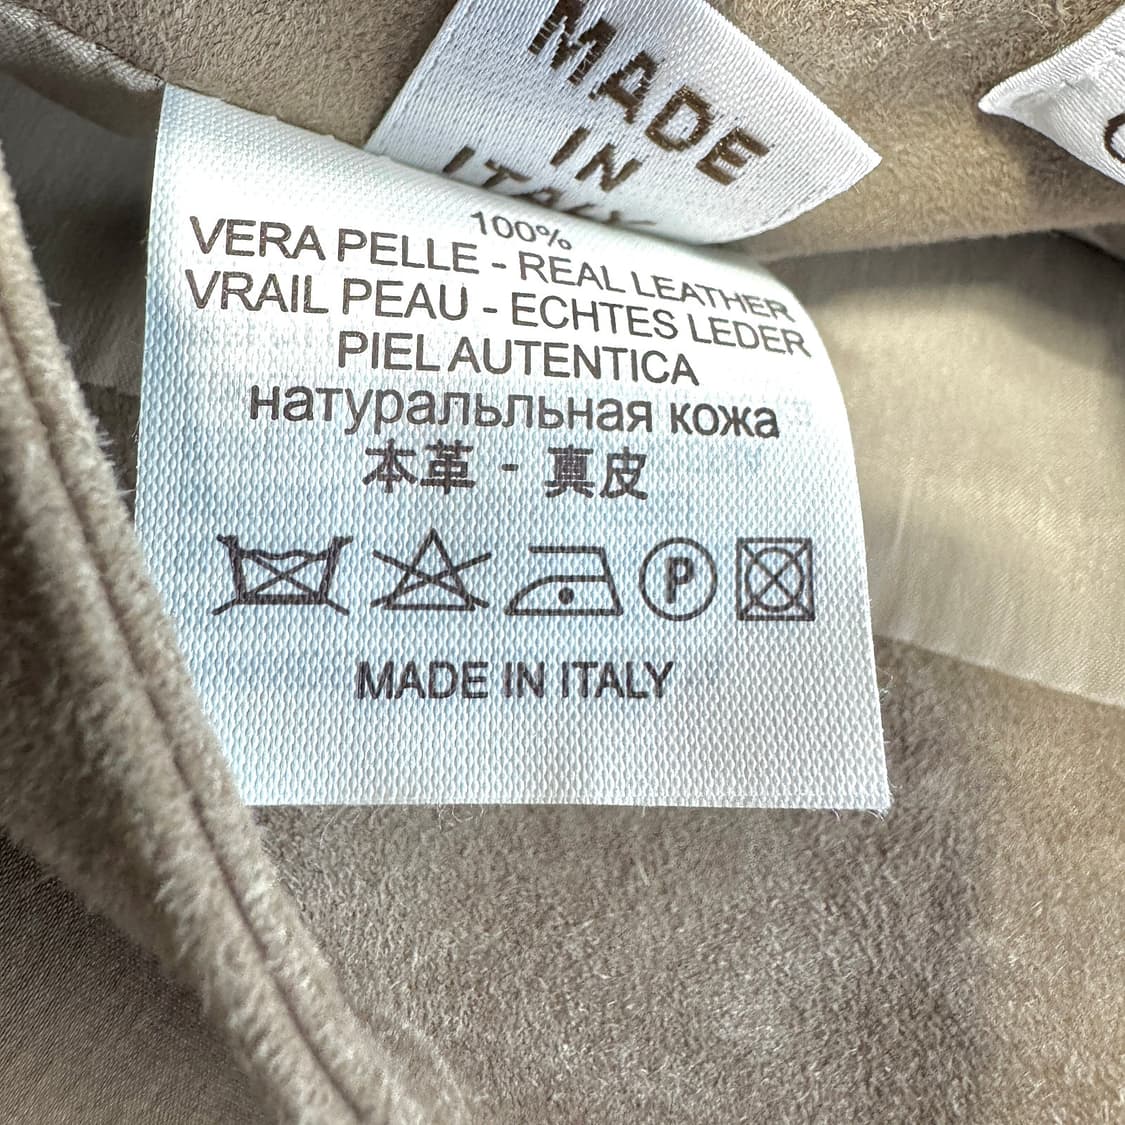 MADE
IN
ITALY
100%
VERA PELLE - REAL LEATHER
VRAIL PEAU - ECHTES LEDER
PIEL AUTENTICA
натуральльная кожа
本革 - 真皮
P
MADE IN ITALY